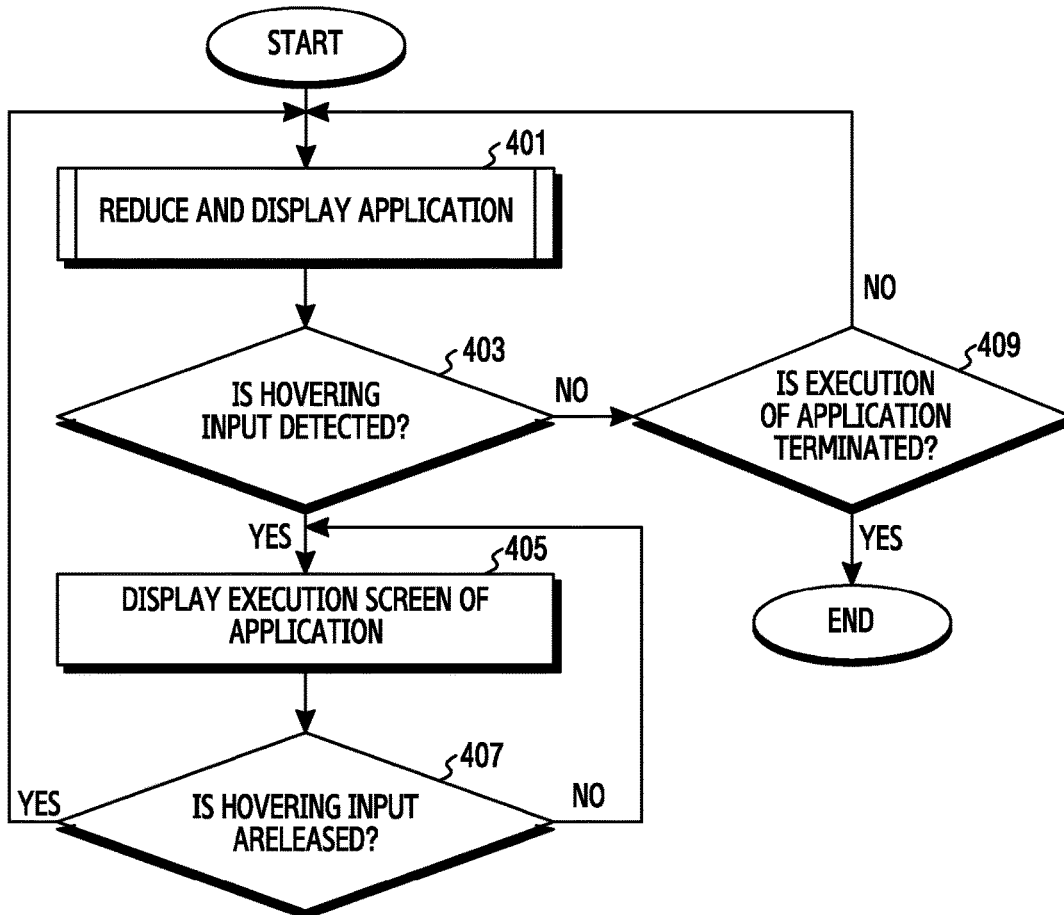 START
401
REDUCE AND DISPLAY APPLICATION
NO
403
409
IS HOVERING
INPUT DETECTED?
NO
IS EXECUTION
OF APPLICATION
TERMINATED?
YES
405
YES
DISPLAY EXECUTION SCREEN OF
APPLICATION
END
407
YES
IS HOVERING INPUT
ARELEASED?
NO